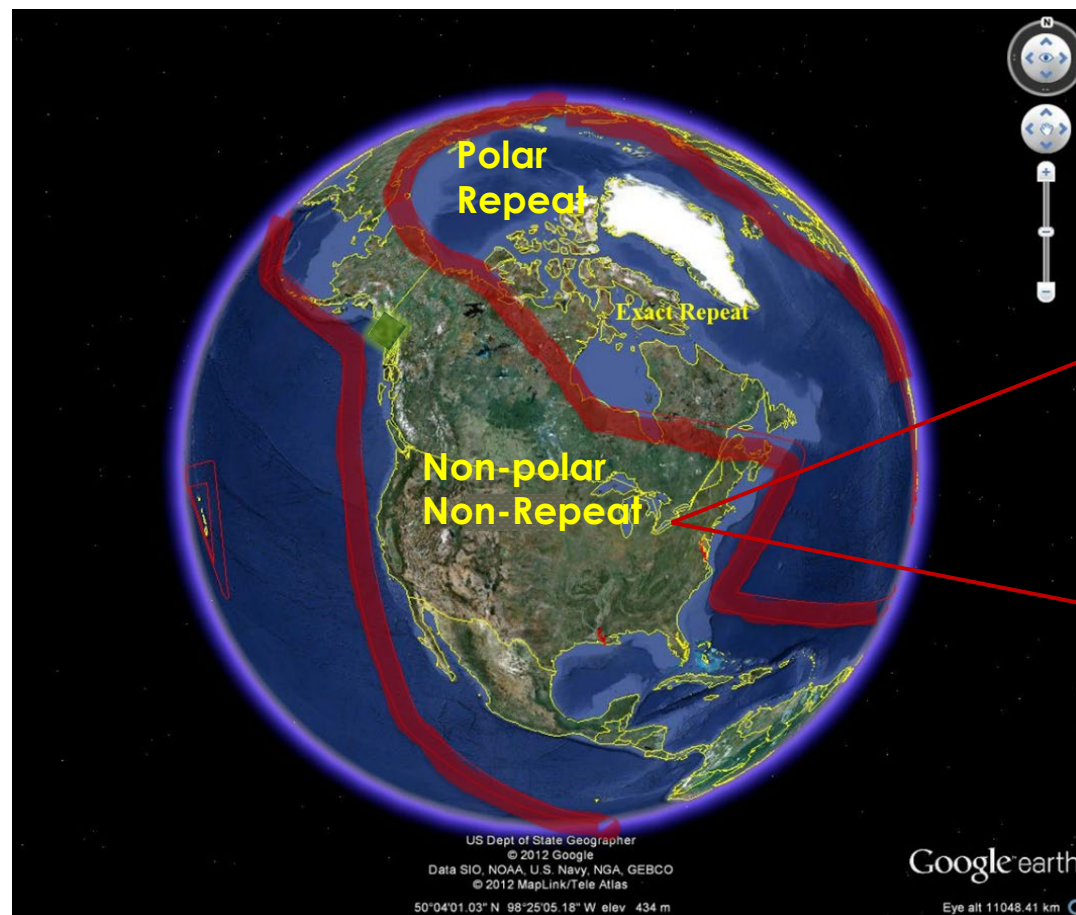 N
Polar
Repeat
Exact Repeat
Non-polar
Non-Repeat
US Dept of State Geographer
© 2012 Google
Data SIO, NOAA, U.S. Navy, NGA, GEBCO
© 2012 MapLink/Tele Atlas
Google earth
50°04'01.03" N 98°25'05.18" W elev 434 m
Eye alt 11048.41 km